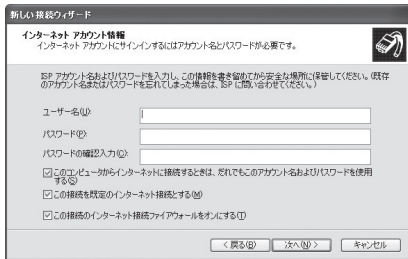 新しい接続ウィザード
インターネット アカウント情報
インターネット アカウントにサインインするにはアカウント名とパスワードが必要です。
ISP アカウント名およびパスワードを入力し、この情報を書き留めてから安全な場所に保管してください。(既存
のアカウント名またはパスワードを忘れてしまった場合は、ISP に問い合わせてください。)
ユーザー名(U):
パスワード(P):
パスワードの確認入力(C):
このコンピュータからインターネットに接続するときは、だれでもこのアカウント名およびパスワードを使用
する(S)
この接続を既定のインターネット接続とする(M)
この接続のインターネット接続ファイアウォールをオンにする(T)
< 戻る(B)
次へ(N) >
キャンセル